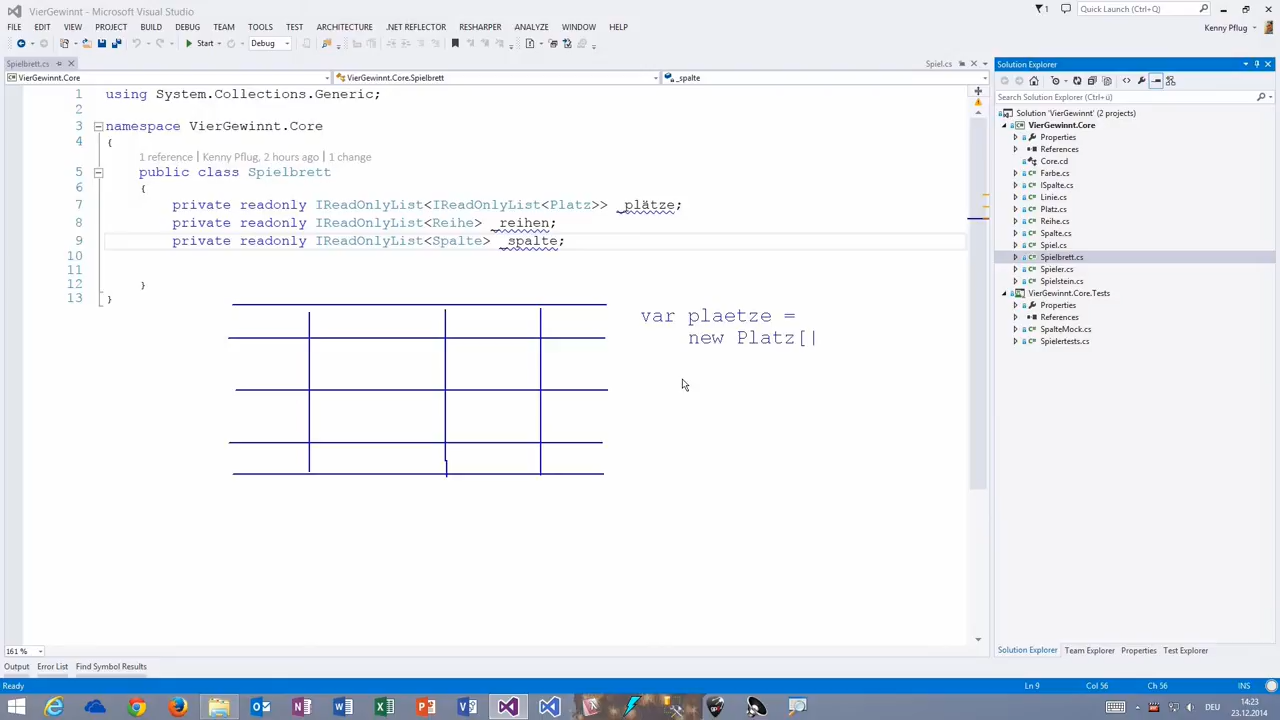 VierGewinnt - Microsoft Visual Studio
1
Quick Launch (Ctrl+Q)
FILE EDIT VIEW PROJECT BUILD DEBUG TEAM TOOLS TEST ARCHITECTURE .NET REFLECTOR RESHARPER ANALYZE WINDOW HELP
Kenny Pflug
Start Debug
Spielbrett.cs
Spiel.cs
VierGewinnt.Core
VierGewinnt.Core.Spielbrett
_spalte
1 using System.Collections.Generic;
2
3 namespace VierGewinnt.Core
4 {
1 reference | Kenny Pflug, 2 hours ago | 1 change
5 public class Spielbrett
6 {
7 private readonly IReadOnlyList<IReadOnlyList<Platz>> _plätze;
8 private readonly IReadOnlyList<Reihe> _reihen;
9 private readonly IReadOnlyList<Spalte> _spalte;
10
11
12 }
13 }
var plaetze =
new Platz[|
Solution Explorer
Search Solution Explorer (Ctrl+ü)
Solution 'VierGewinnt' (2 projects)
VierGewinnt.Core
Properties
References
Core.cd
Farbe.cs
ISpalte.cs
Linie.cs
Platz.cs
Reihe.cs
Spalte.cs
Spiel.cs
Spielbrett.cs
Spieler.cs
Spielstein.cs
VierGewinnt.Core.Tests
Properties
References
SpalteMock.cs
Spielertests.cs
161 %
Solution Explorer Team Explorer Properties Test Explorer
Output Error List Find Symbol Results
Ready
Ln 9 Col 56 Ch 56 INS
DEU
14:23
23.12.2014